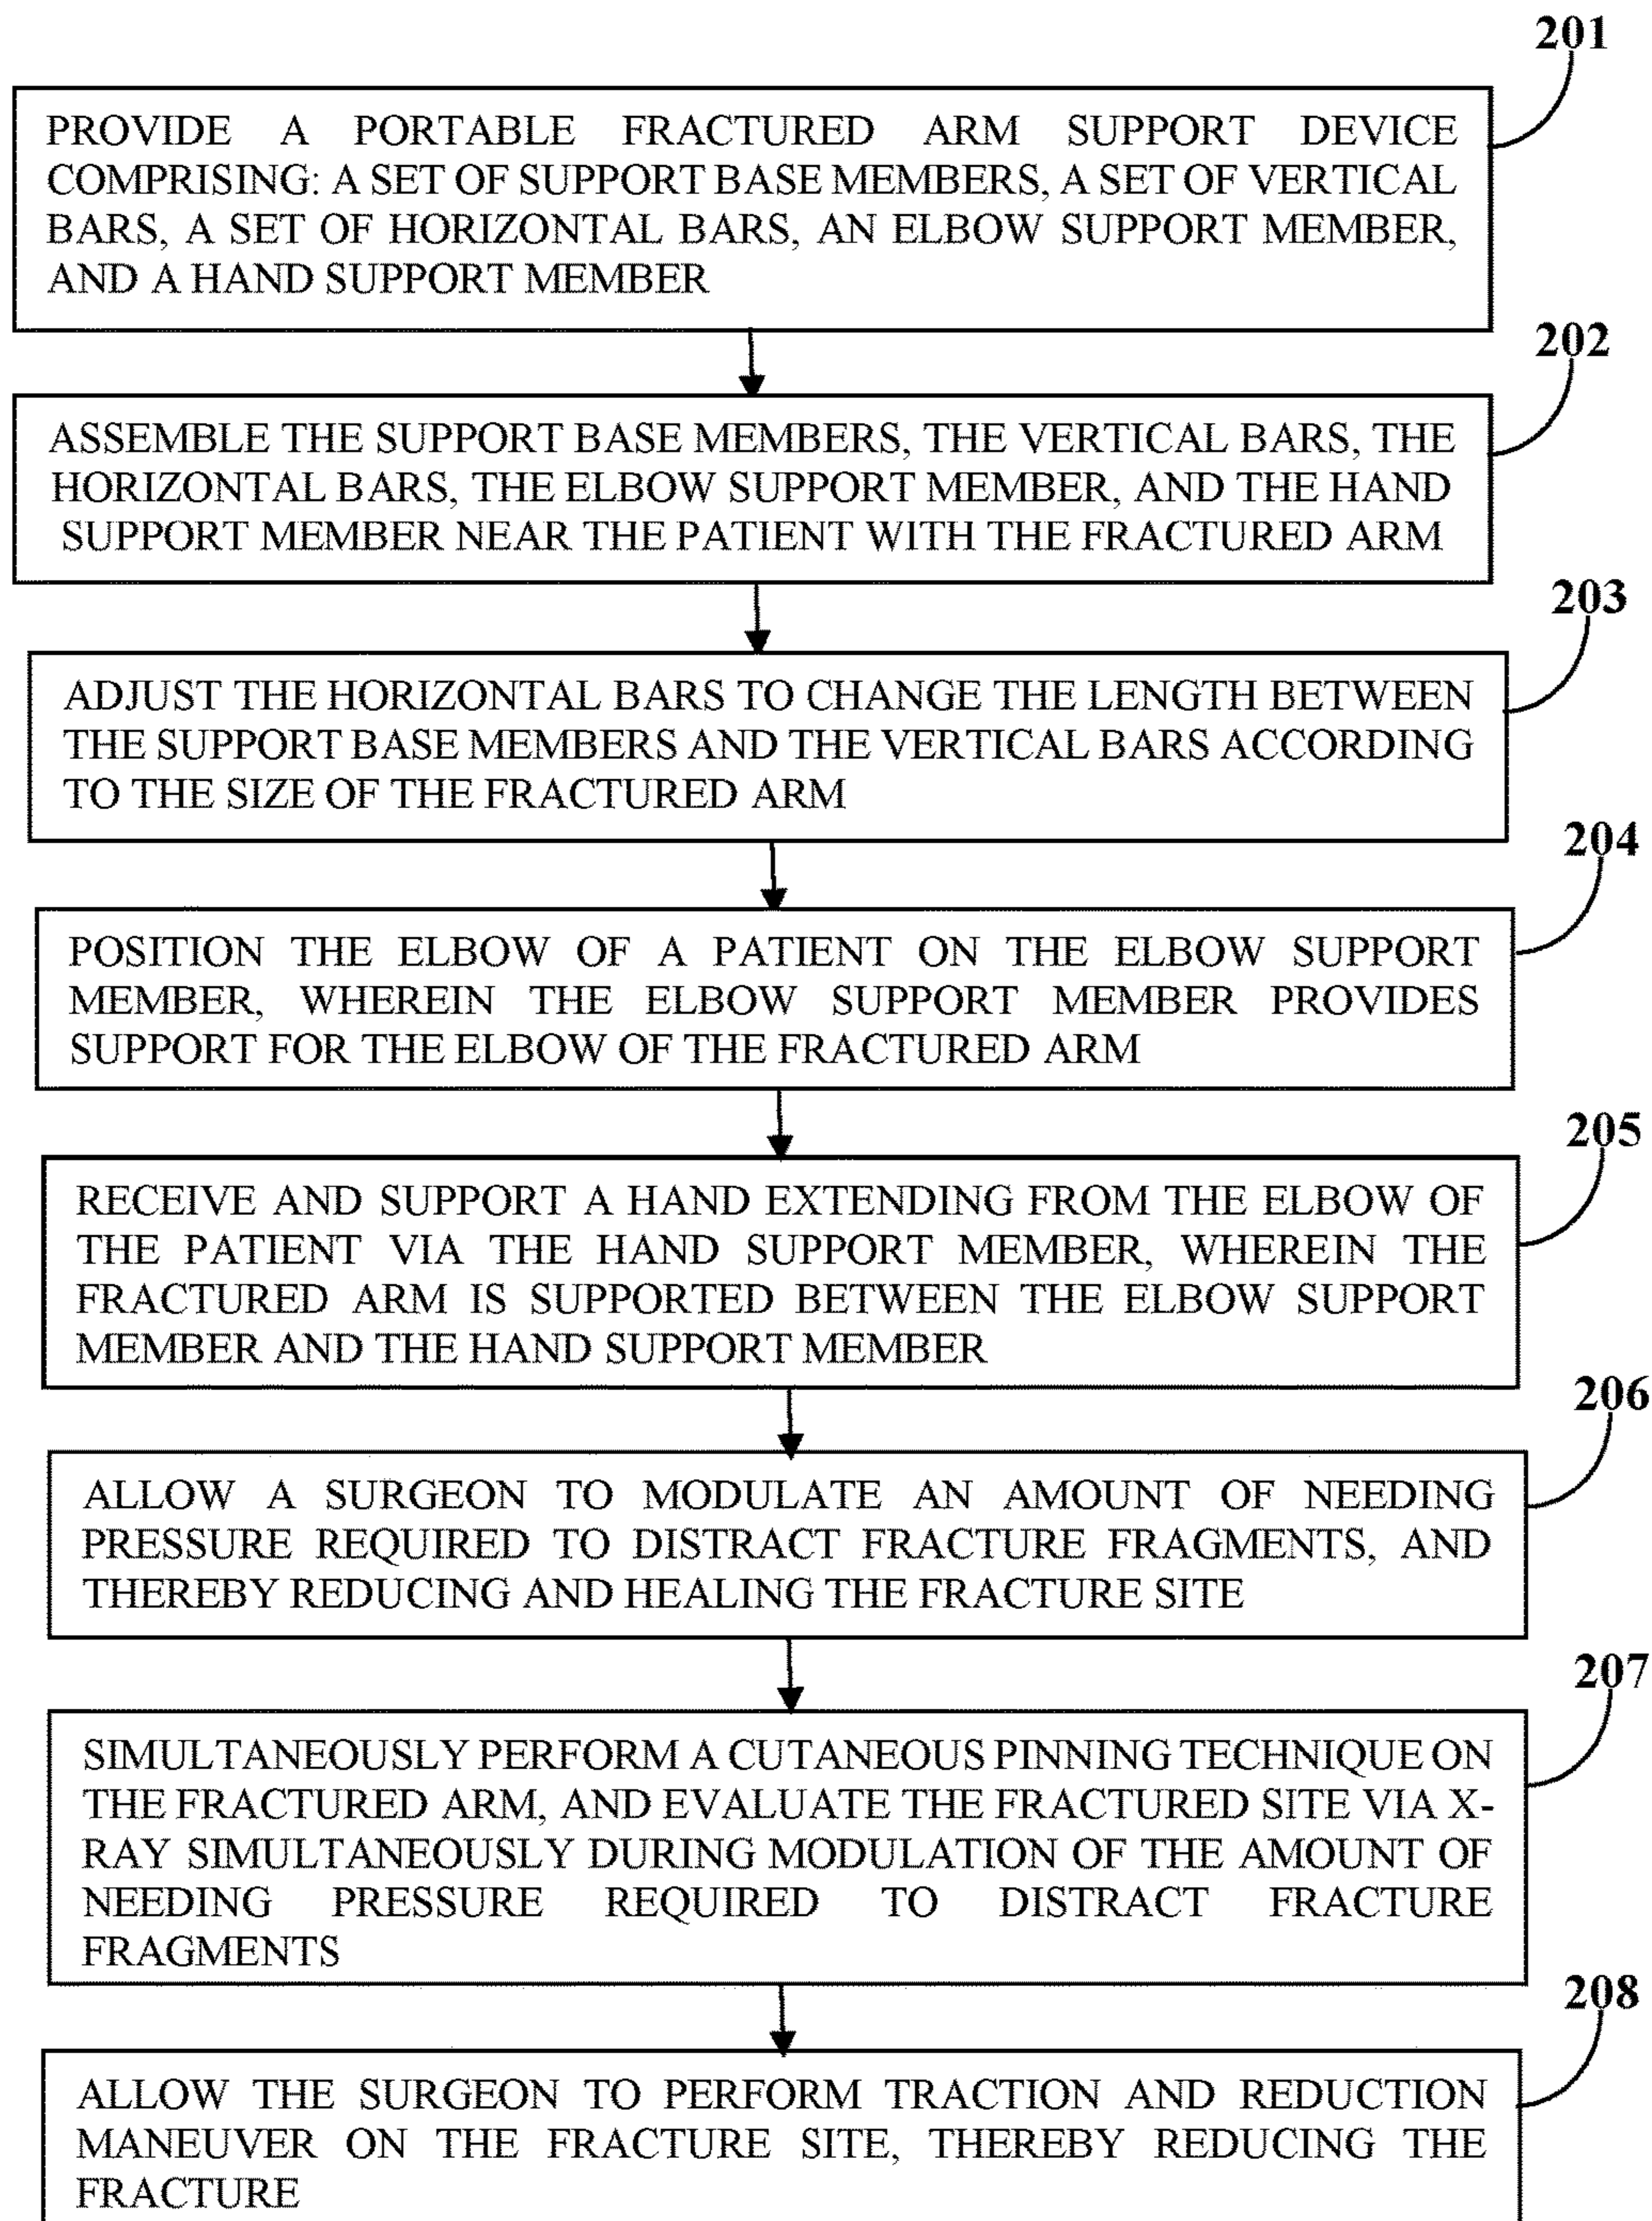 201
PROVIDE A PORTABLE FRACTURED ARM SUPPORT DEVICE
COMPRISING: A SET OF SUPPORT BASE MEMBERS, A SET OF VERTICAL
BARS, A SET OF HORIZONTAL BARS, AN ELBOW SUPPORT MEMBER,
AND A HAND SUPPORT MEMBER
202
ASSEMBLE THE SUPPORT BASE MEMBERS, THE VERTICAL BARS, THE
HORIZONTAL BARS, THE ELBOW SUPPORT MEMBER, AND THE HAND
SUPPORT MEMBER NEAR THE PATIENT WITH THE FRACTURED ARM
203
ADJUST THE HORIZONTAL BARS TO CHANGE THE LENGTH BETWEEN
THE SUPPORT BASE MEMBERS AND THE VERTICAL BARS ACCORDING
TO THE SIZE OF THE FRACTURED ARM
204
POSITION THE ELBOW OF A PATIENT ON THE ELBOW SUPPORT
MEMBER, WHEREIN THE ELBOW SUPPORT MEMBER PROVIDES
SUPPORT FOR THE ELBOW OF THE FRACTURED ARM
205
RECEIVE AND SUPPORT A HAND EXTENDING FROM THE ELBOW OF
THE PATIENT VIA THE HAND SUPPORT MEMBER, WHEREIN THE
FRACTURED ARM IS SUPPORTED BETWEEN THE ELBOW SUPPORT
MEMBER AND THE HAND SUPPORT MEMBER
206
ALLOW A SURGEON TO MODULATE AN AMOUNT OF NEEDING
PRESSURE REQUIRED TO DISTRACT FRACTURE FRAGMENTS, AND
THEREBY REDUCING AND HEALING THE FRACTURE SITE
207
SIMULTANEOUSLY PERFORM A CUTANEOUS PINNING TECHNIQUE ON
THE FRACTURED ARM, AND EVALUATE THE FRACTURED SITE VIA X-
RAY SIMULTANEOUSLY DURING MODULATION OF THE AMOUNT OF
NEEDING PRESSURE REQUIRED TO DISTRACT FRACTURE
FRAGMENTS
208
ALLOW THE SURGEON TO PERFORM TRACTION AND REDUCTION
MANEUVER ON THE FRACTURE SITE, THEREBY REDUCING THE
FRACTURE